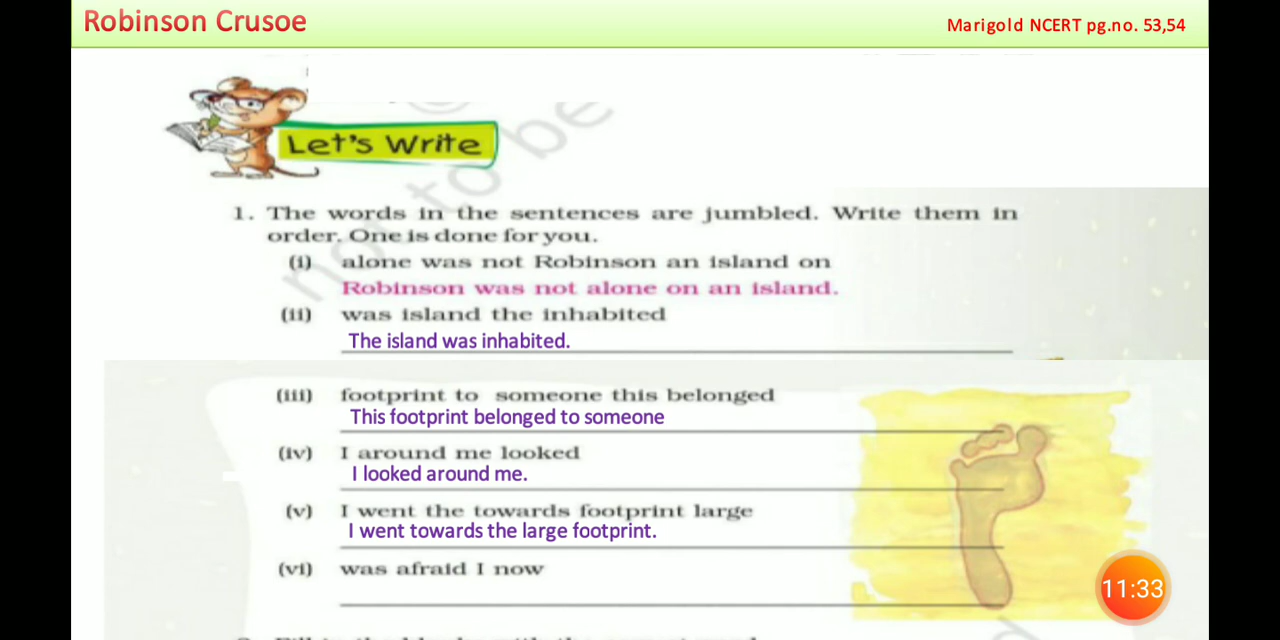 Robinson Crusoe
Marigold NCERT pg.no. 53,54
Let's Write
1. The words in the sentences are jumbled. Write them in
order. One is done for you.
(i) alone was not Robinson an island on
Robinson was not alone on an island.
(ii) was island the inhabited
The island was inhabited.
(iii) footprint to someone this belonged
This footprint belonged to someone
(iv) I around me looked
I looked around me.
(v) I went the towards footprint large
I went towards the large footprint.
(vi) was afraid I now
11:33
not to be